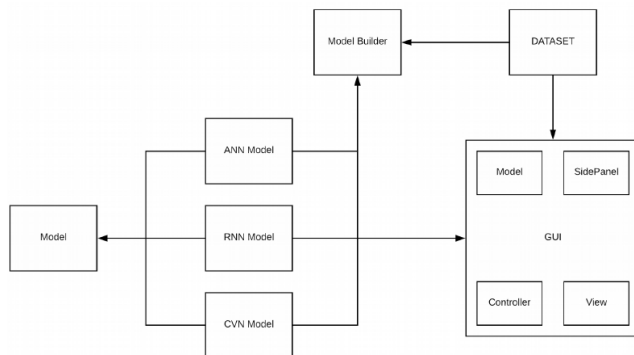 Model Builder
DATASET
ANN Model
Model
SidePanel
Model
RNN Model
GUI
Controller
View
CVN Model